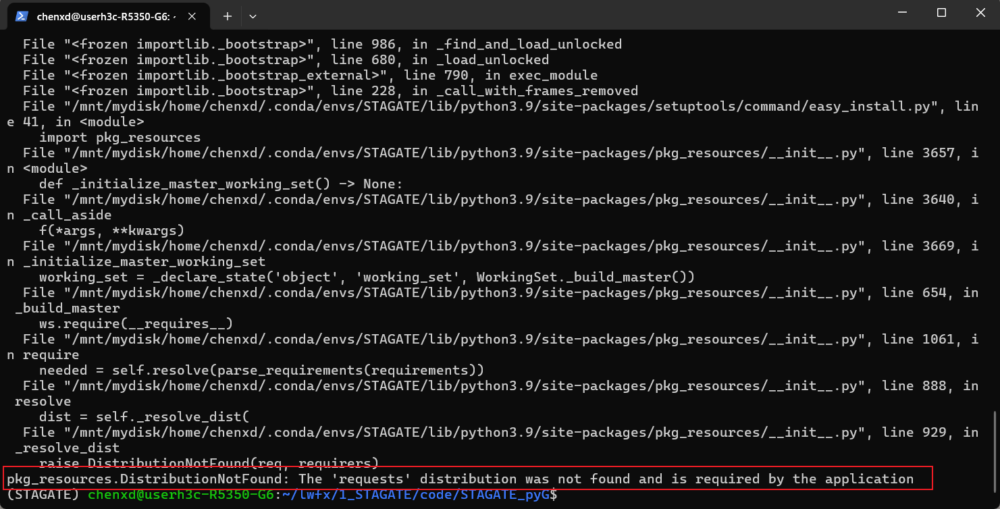 chenxd@userh3c-R5350-G6: ~
File "<frozen importlib._bootstrap>", line 986, in _find_and_load_unlocked
File "<frozen importlib._bootstrap>", line 680, in _load_unlocked
File "<frozen importlib._bootstrap_external>", line 790, in exec_module
File "<frozen importlib._bootstrap>", line 228, in _call_with_frames_removed
File "/mnt/mydisk/home/chenxd/.conda/envs/STAGATE/lib/python3.9/site-packages/setuptools/command/easy_install.py", lin
e 41, in <module>
import pkg_resources
File "/mnt/mydisk/home/chenxd/.conda/envs/STAGATE/lib/python3.9/site-packages/pkg_resources/__init__.py", line 3657, i
n <module>
def _initialize_master_working_set() -> None:
File "/mnt/mydisk/home/chenxd/.conda/envs/STAGATE/lib/python3.9/site-packages/pkg_resources/__init__.py", line 3640, i
n _call_aside
f(*args, **kwargs)
File "/mnt/mydisk/home/chenxd/.conda/envs/STAGATE/lib/python3.9/site-packages/pkg_resources/__init__.py", line 3669, i
n _initialize_master_working_set
working_set = _declare_state('object', 'working_set', WorkingSet._build_master())
File "/mnt/mydisk/home/chenxd/.conda/envs/STAGATE/lib/python3.9/site-packages/pkg_resources/__init__.py", line 654, in
_build_master
ws.require(__requires__)
File "/mnt/mydisk/home/chenxd/.conda/envs/STAGATE/lib/python3.9/site-packages/pkg_resources/__init__.py", line 1061, i
n require
needed = self.resolve(parse_requirements(requirements))
File "/mnt/mydisk/home/chenxd/.conda/envs/STAGATE/lib/python3.9/site-packages/pkg_resources/__init__.py", line 888, in
resolve
dist = self._resolve_dist(
File "/mnt/mydisk/home/chenxd/.conda/envs/STAGATE/lib/python3.9/site-packages/pkg_resources/__init__.py", line 929, in
_resolve_dist
raise DistributionNotFound(req, requirers)
pkg_resources.DistributionNotFound: The 'requests' distribution was not found and is required by the application
(STAGATE) chenxd@userh3c-R5350-G6:~/lwfx/1_STAGATE/code/STAGATE_pyG$